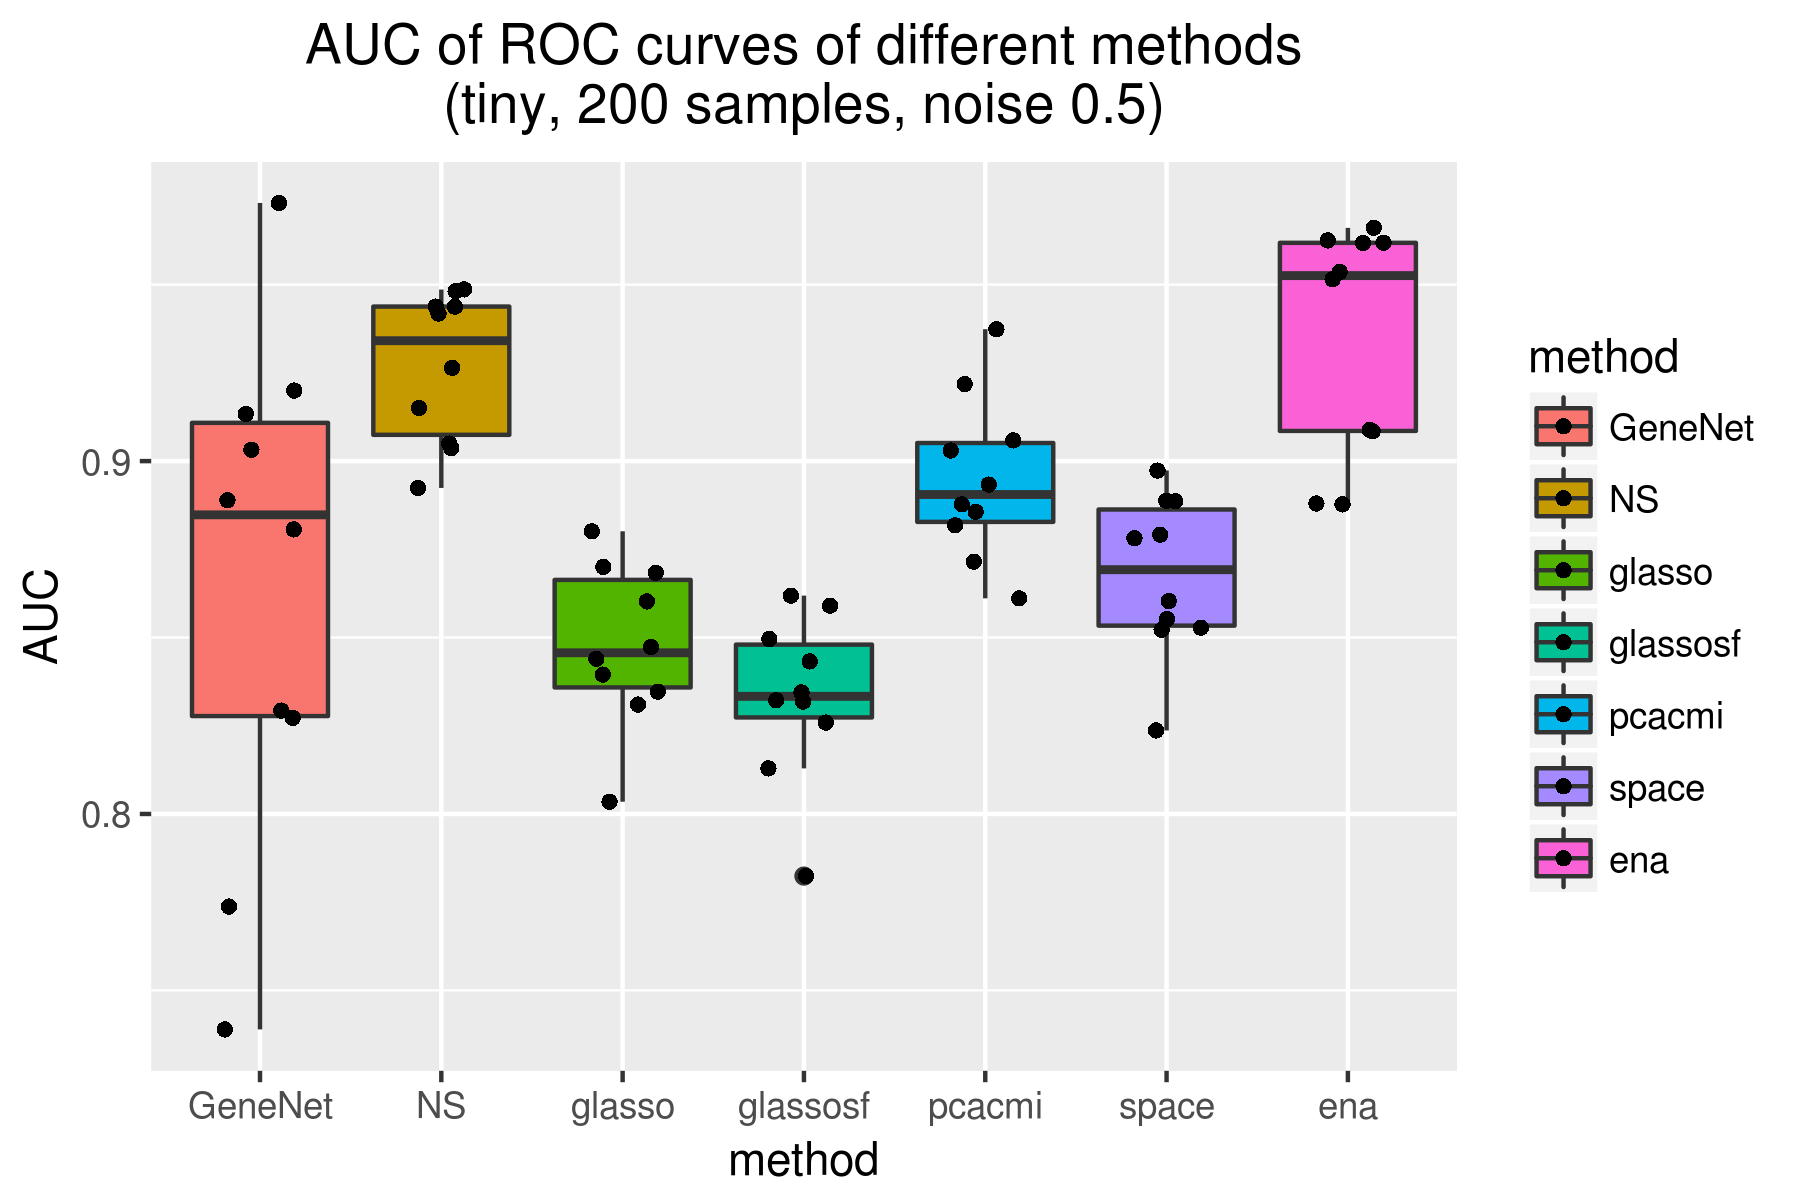 AUC of ROC curves of different methods
(tiny, 200 samples, noise 0.5)
AUC
0.9
0.8
GeneNet NS glasso glassosf pcacmi space ena
method
method
GeneNet
NS
glasso
glassosf
pcacmi
space
ena